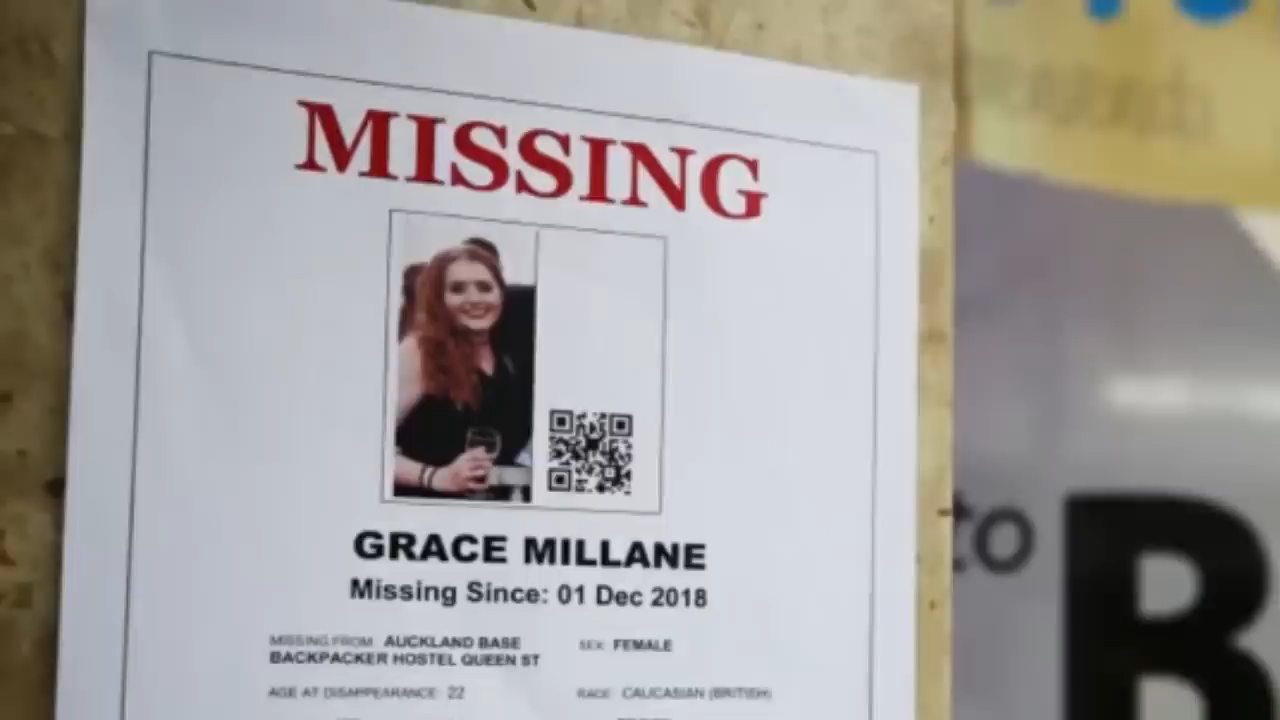 MISSING
GRACE MILLANE
Missing Since: 01 Dec 2018
MISSING FROM: AUCKLAND BASE
BACKPACKER HOSTEL QUEEN ST
SEX: FEMALE
AGE AT DISAPPEARANCE: 22
RACE: CAUCASIAN (BRITISH)
to B